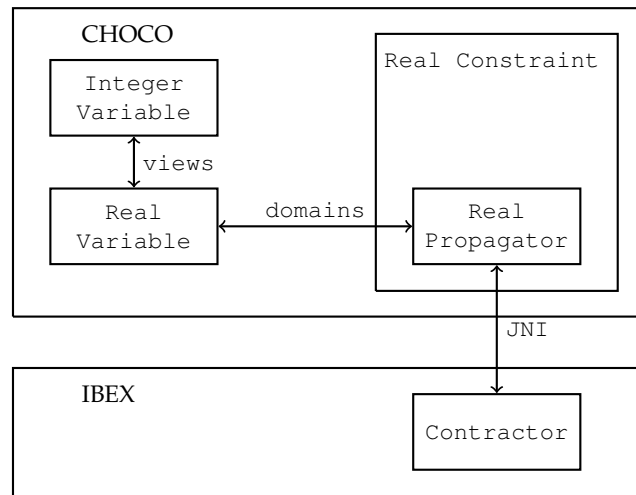 CHOCO
Real Constraint
Integer
Variable
views
Real
Variable
domains
Real
Propagator
JNI
IBEX
Contractor